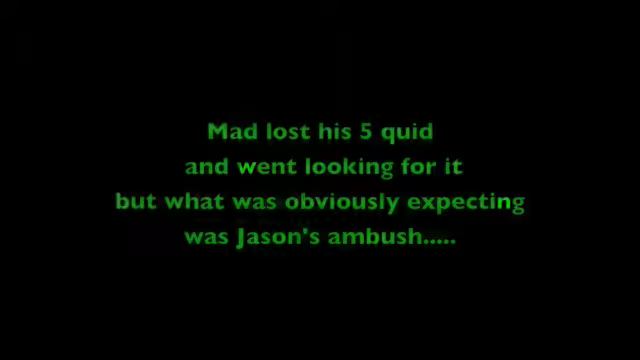 Mad lost his 5 quid
and went looking for it
but what was obviously expecting
was Jason's ambush.....